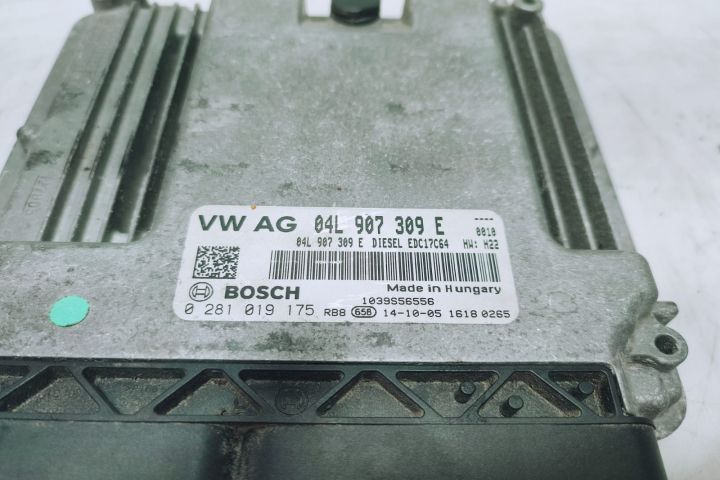 VW AG 04L 907 309 E ----
04L 907 309 E DIESEL EDC17C64 HW: H22
0010
BOSCH Made in Hungary
1039S56556
0 281 019 175 RB8 658 14-10-05 1618 0265